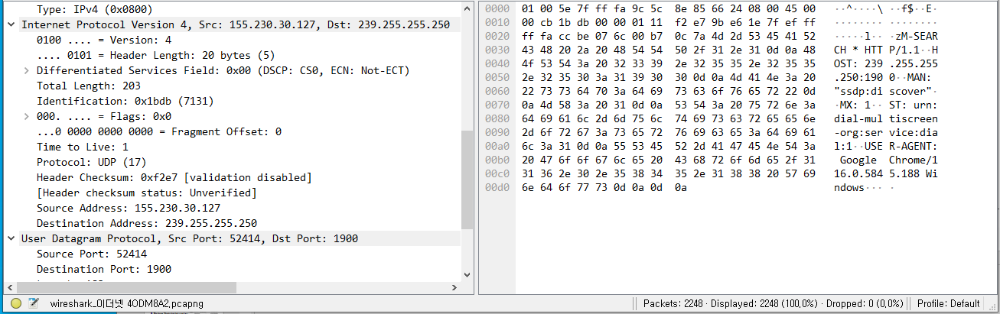 Type: IPv4 (0x0800)
Internet Protocol Version 4, Src: 155.230.30.127, Dst: 239.255.255.250
0100 .... = Version: 4
.... 0101 = Header Length: 20 bytes (5)
Differentiated Services Field: 0x00 (DSCP: CS0, ECN: Not-ECT)
Total Length: 203
Identification: 0x1bdb (7131)
000. .... = Flags: 0x0
...0 0000 0000 0000 = Fragment Offset: 0
Time to Live: 1
Protocol: UDP (17)
Header Checksum: 0xf2e7 [validation disabled]
[Header checksum status: Unverified]
Source Address: 155.230.30.127
Destination Address: 239.255.255.250
User Datagram Protocol, Src Port: 52414, Dst Port: 1900
Source Port: 52414
Destination Port: 1900
0000 01 00 5e 7f ff fa 9c 5c 8e 85 66 24 08 00 45 00 ··^····\ ··f$··E·
0010 00 cb 1b db 00 00 01 11 f2 e7 9b e6 1e 7f ef ff ········ ········
0020 ff fa cc be 07 6c 00 b7 0c 7a 4d 2d 53 45 41 52 ·····l·· ·zM-SEAR
0030 43 48 20 2a 20 48 54 54 50 2f 31 2e 31 0d 0a 48 CH * HTT P/1.1··H
0040 4f 53 54 3a 20 32 33 39 2e 32 35 35 2e 32 35 35 OST: 239 .255.255
0050 2e 32 35 30 3a 31 39 30 30 0d 0a 4d 41 4e 3a 20 .250:190 0··MAN:
0060 22 73 73 64 70 3a 64 69 73 63 6f 76 65 72 22 0d "ssdp:di scover"·
0070 0a 4d 58 3a 20 31 0d 0a 53 54 3a 20 75 72 6e 3a ·MX: 1·· ST: urn:
0080 64 69 61 6c 2d 6d 75 6c 74 69 73 63 72 65 65 6e dial-mul tiscreen
0090 2d 6f 72 67 3a 73 65 72 76 69 63 65 3a 64 69 61 -org:ser vice:dia
00a0 6c 3a 31 0d 0a 55 53 45 52 2d 41 47 45 4e 54 3a l:1··USE R-AGENT:
00b0 20 47 6f 6f 67 6c 65 20 43 68 72 6f 6d 65 2f 31 Google Chrome/1
00c0 31 36 2e 30 2e 35 38 34 35 2e 31 38 38 20 57 69 16.0.584 5.188 Wi
00d0 6e 64 6f 77 73 0d 0a 0d 0a ndows··· ·
wireshark_이더넷 4ODM8A2,pcapng
Packets: 2248 · Displayed: 2248 (100,0%) · Dropped: 0 (0,0%)
Profile: Default